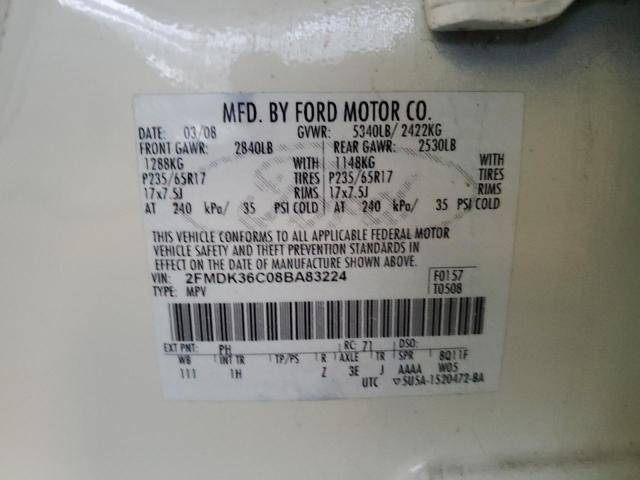 MFD. BY FORD MOTOR CO.
DATE: 03/08 GVWR: 5340LB/ 2422KG
FRONT GAWR: 2840LB REAR GAWR: 2530LB
1288KG WITH 1148KG WITH
P235/65R17 TIRES P235/65R17 TIRES
17x7.5J RIMS 17x7.5J RIMS
AT 240 kPa/ 35 PSI COLD AT 240 kPa/ 35 PSI COLD
THIS VEHICLE CONFORMS TO ALL APPLICABLE FEDERAL MOTOR
VEHICLE SAFETY AND THEFT PREVENTION STANDARDS IN
EFFECT ON THE DATE OF MANUFACTURE SHOWN ABOVE.
VIN: 2FMDK36C08BA83224 F0157
TYPE: MPV T0508
EXT PNT: PH RC: 71 DSO:
WB INT TR TP/PS R AXLE TR SPR 8Q11F
111 1H Z 3E J AAAA W05
UTC ▽5U5A-1520472-BA